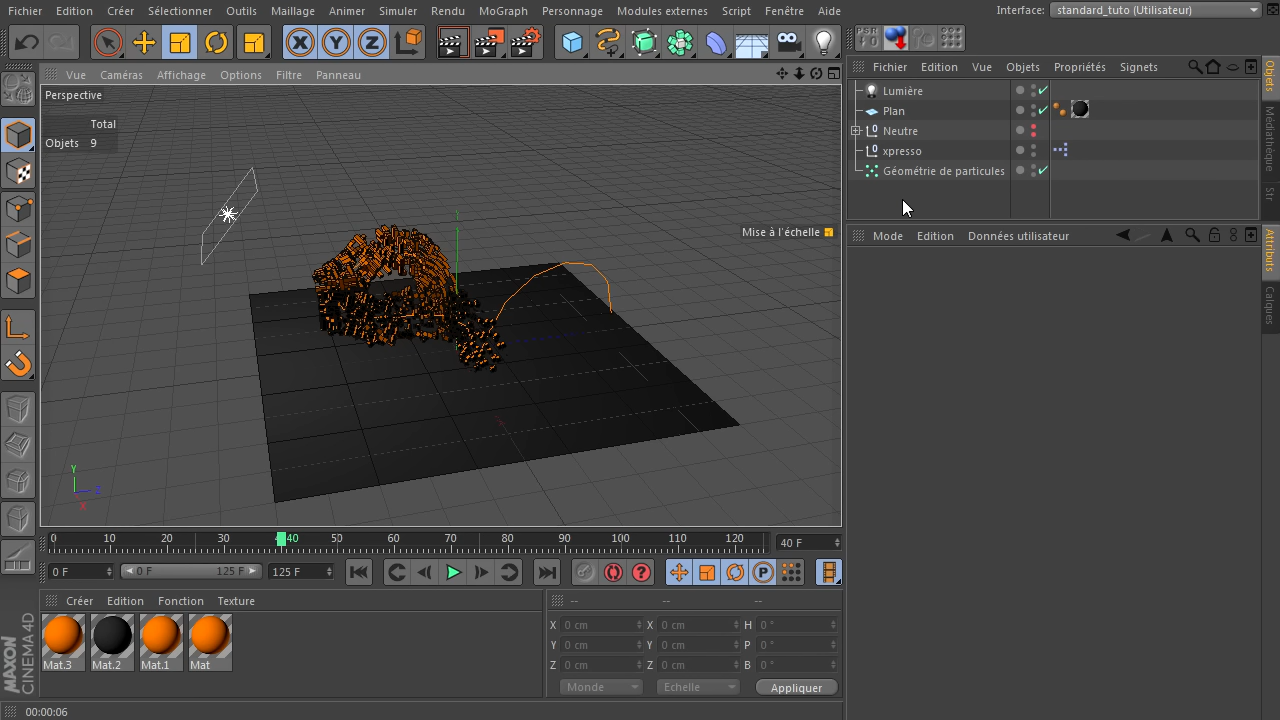 Fichier Edition Créer Sélectionner Outils Maillage Animer Simuler Rendu MoGraph Personnage Modules externes Script Fenêtre Aide Interface: standard_tuto (Utilisateur)
X Y Z PSR
Vue Caméras Affichage Options Filtre Panneau
Fichier Edition Vue Objets Propriétés Signets
Perspective
Total
Objets 9
Lumière
Plan
Neutre
xpresso
Géométrie de particules
Objets
Médiathèque
Str
Mise à l'échelle
Mode Edition Données utilisateur
Attributs
Calques
Y
Y
Z
X
0 10 20 30 40 50 60 70 80 90 100 110 120 40 F
0 F 0 F 125 F 125 F P
Créer Edition Fonction Texture
-- -- --
Mat.3 Mat.2 Mat.1 Mat
X 0 cm X 0 cm H 0 °
Y 0 cm Y 0 cm P 0 °
Z 0 cm Z 0 cm B 0 °
Monde Echelle Appliquer
MAXON
CINEMA 4D
00:00:06